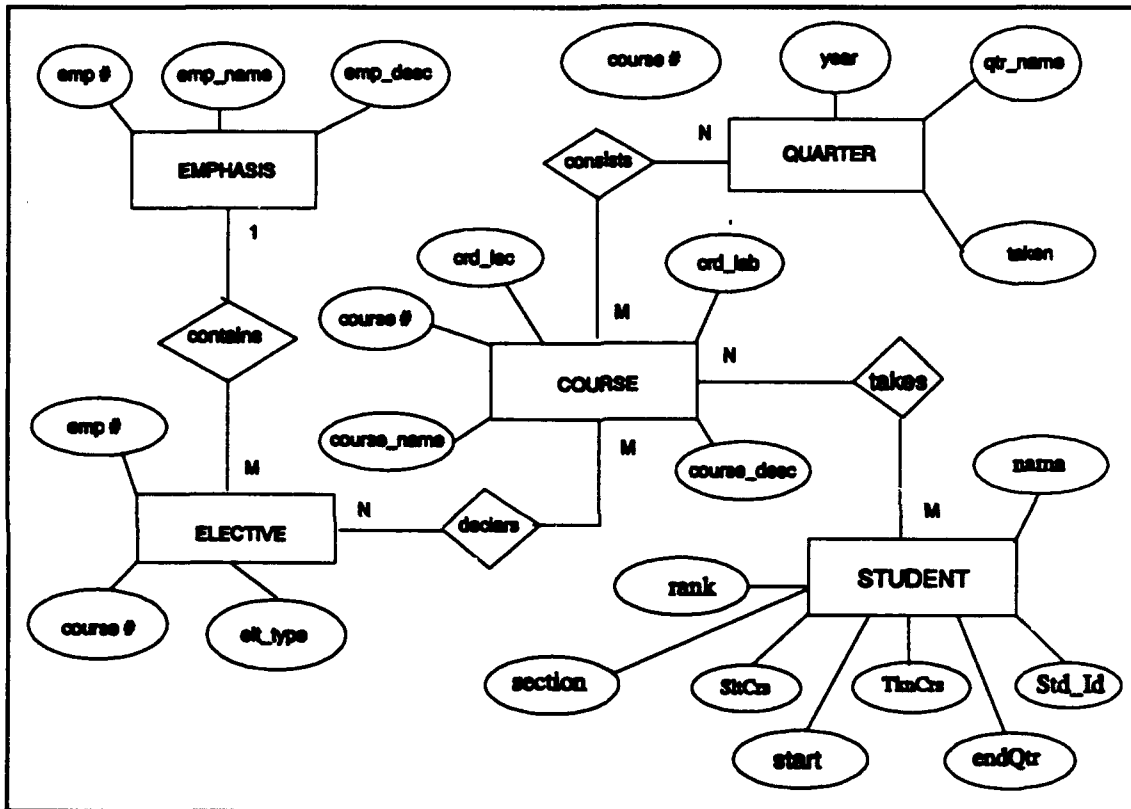 emp #
emp_name
emp_desc
course #
year
qtr_name
EMPHASIS
consists
N
QUARTER
1
taken
crd_lec
crd_lab
contains
course #
M
N
COURSE
takes
emp #
course_name
M
course_desc
name
M
N
M
ELECTIVE
declars
STUDENT
rank
course #
elt_type
section
SltCrs
TknCrs
Std_Id
start
endQtr